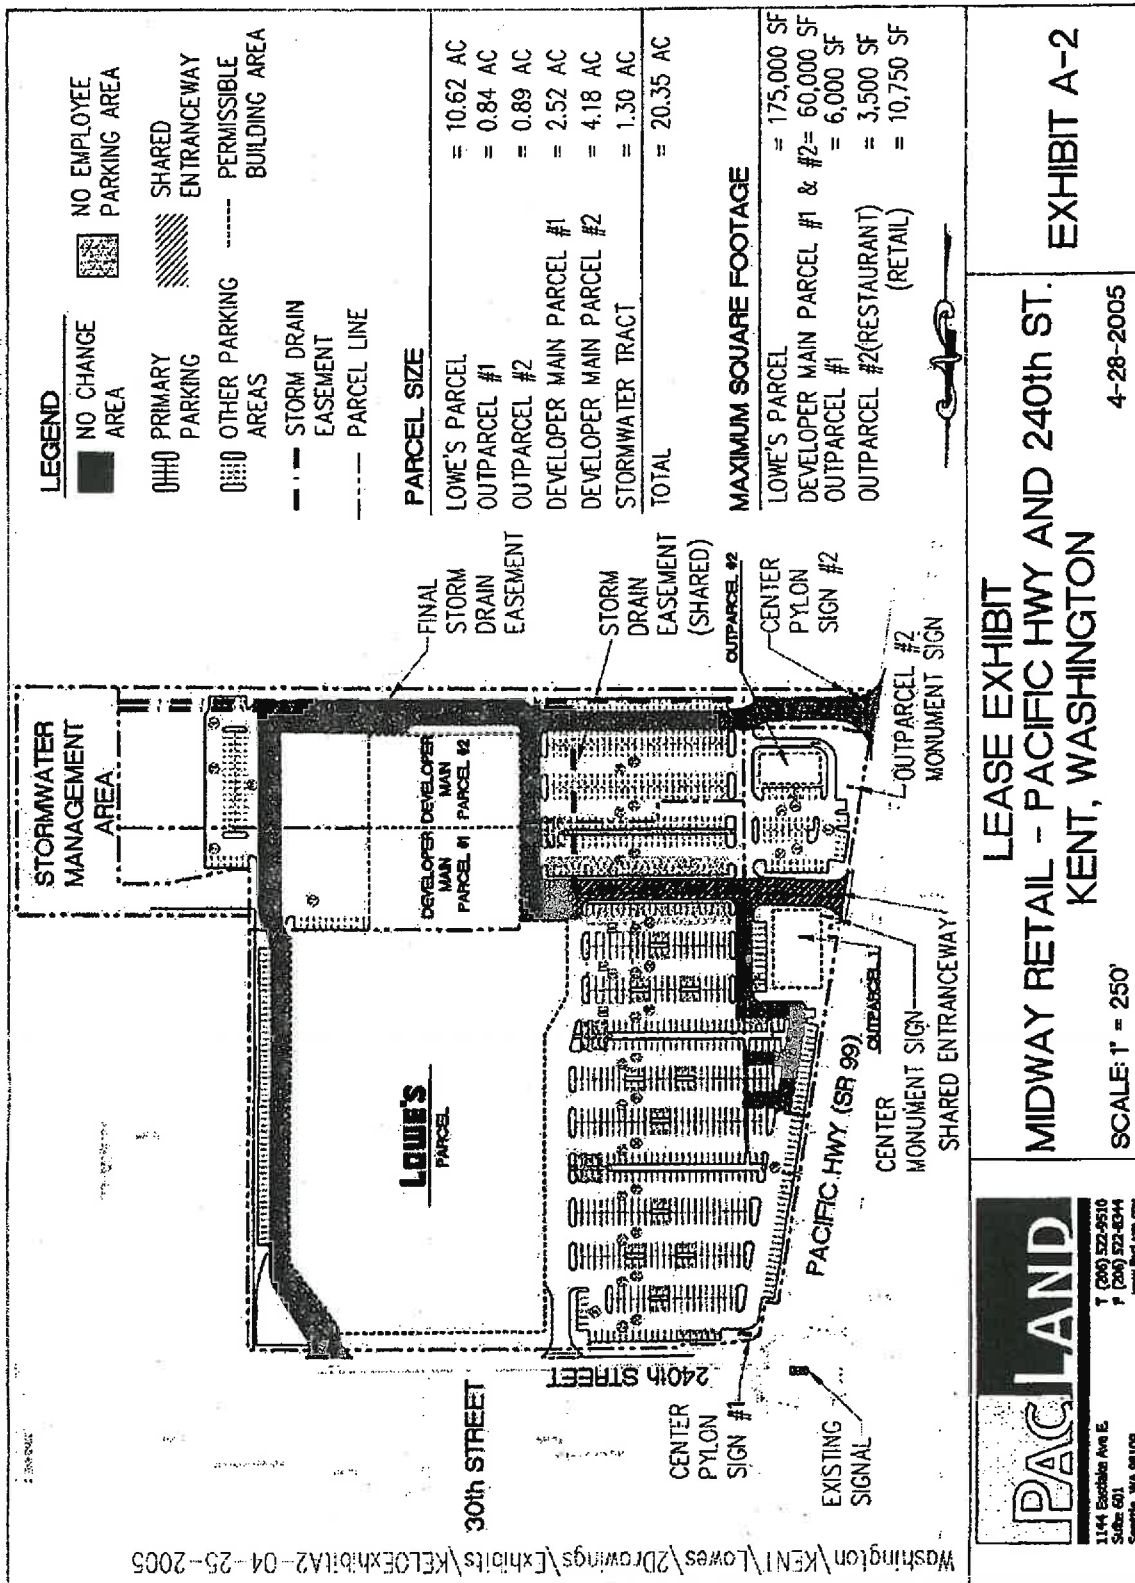 LEGEND
NO CHANGE AREA
NO EMPLOYEE PARKING AREA
PRIMARY PARKING
SHARED ENTRANCEWAY
OTHER PARKING AREAS
PERMISSIBLE BUILDING AREA
STORM DRAIN EASEMENT
PARCEL LINE
PARCEL SIZE
LOWE'S PARCEL = 10.62 AC
OUTPARCEL #1 = 0.84 AC
OUTPARCEL #2 = 0.89 AC
DEVELOPER MAIN PARCEL #1 = 2.52 AC
DEVELOPER MAIN PARCEL #2 = 4.18 AC
STORMWATER TRACT = 1.30 AC
TOTAL = 20.35 AC
MAXIMUM SQUARE FOOTAGE
LOWE'S PARCEL = 175,000 SF
DEVELOPER MAIN PARCEL #1 & #2= 60,000 SF
OUTPARCEL #1 = 6,000 SF
OUTPARCEL #2(RESTAURANT) = 3,500 SF
(RETAIL) = 10,750 SF
STORMWATER
MANAGEMENT
AREA
FINAL
STORM
DRAIN
EASEMENT
STORM
DRAIN
EASEMENT
(SHARED)
OUTPARCEL #2
CENTER
PYLON
SIGN #2
OUTPARCEL #2
MONUMENT SIGN
DEVELOPER
MAIN
PARCEL #1
DEVELOPER
MAIN
PARCEL #2
LOWE'S
PARCEL
OUTPARCEL 1
PACIFIC HWY (SR 99)
CENTER
MONUMENT SIGN
SHARED ENTRANCEWAY
240th STREET
30th STREET
CENTER
PYLON
SIGN #1
EXISTING
SIGNAL
Washington\KENT\Lowes\2Drawings\Exhibits\KELOExhibitA2-04-25-2005
PACLAND
1144 Eastlake Ave E.
Suite 601
Seattle, WA 98109
T (206) 522-9510
F (206) 522-8344
LEASE EXHIBIT
MIDWAY RETAIL - PACIFIC HWY AND 240th ST.
KENT, WASHINGTON
SCALE: 1" = 250'
4-28-2005
EXHIBIT A-2